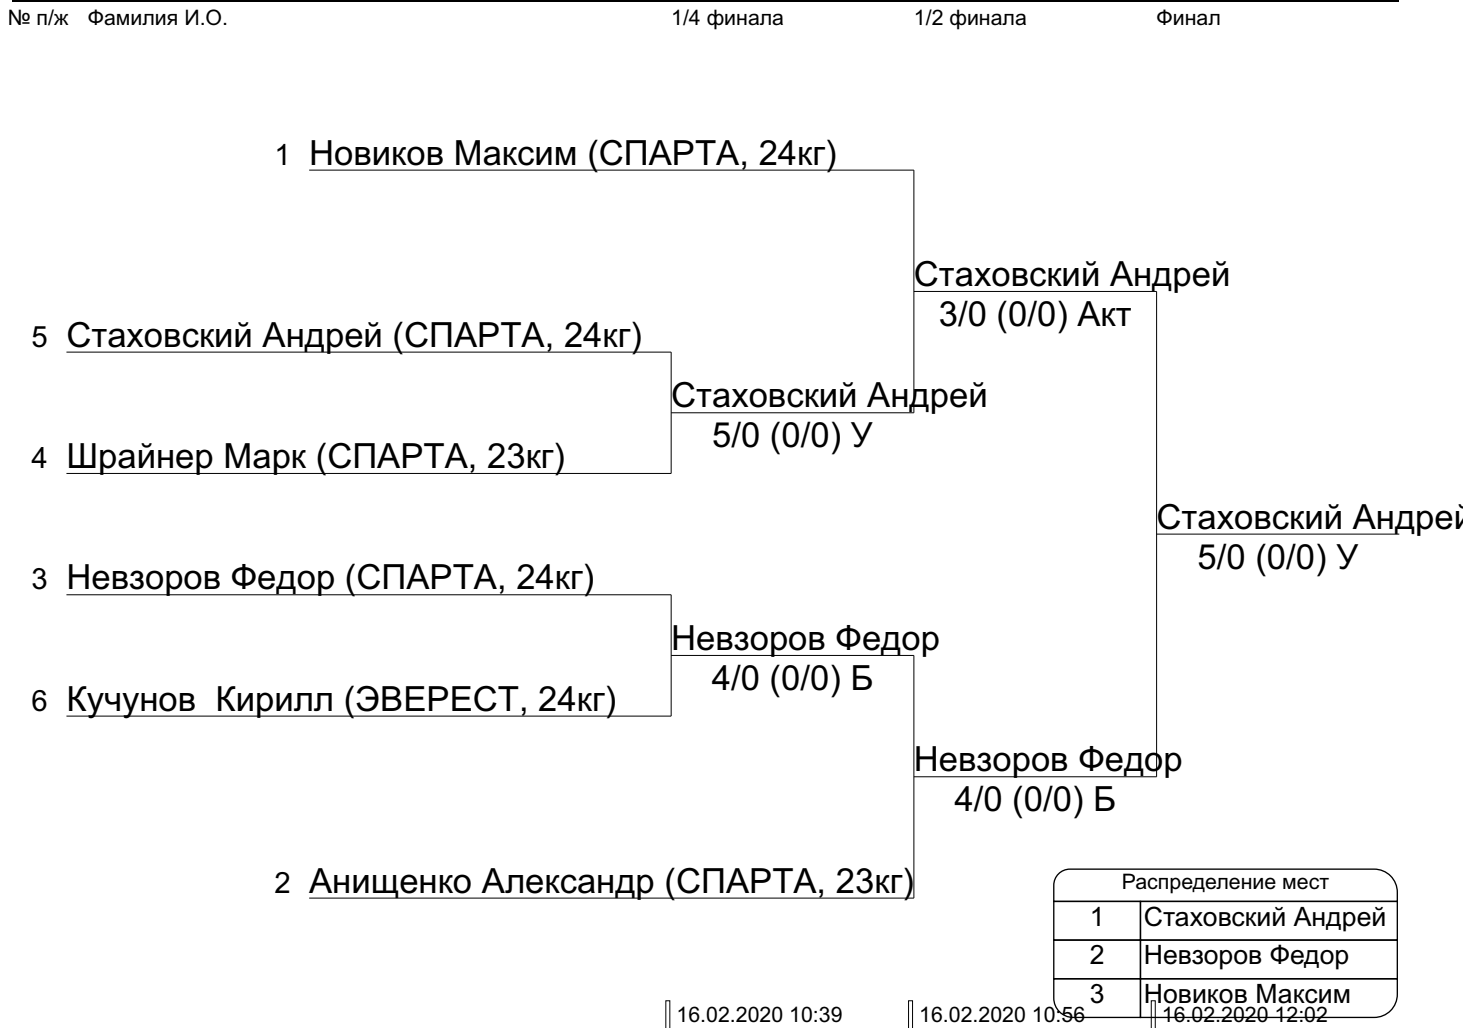 № п/ж Фамилия И.О. 1/4 финала 1/2 финала Финал
1 Новиков Максим (СПАРТА, 24кг)
Стаховский Андрей
3/0 (0/0) Акт
5 Стаховский Андрей (СПАРТА, 24кг)
Стаховский Андрей
5/0 (0/0) У
4 Шрайнер Марк (СПАРТА, 23кг)
Стаховский Андрей
5/0 (0/0) У
3 Невзоров Федор (СПАРТА, 24кг)
Невзоров Федор
4/0 (0/0) Б
6 Кучунов Кирилл (ЭВЕРЕСТ, 24кг)
Невзоров Федор
4/0 (0/0) Б
2 Анищенко Александр (СПАРТА, 23кг)
Распределение мест
1 Стаховский Андрей
2 Невзоров Федор
3 Новиков Максим
16.02.2020 10:39 16.02.2020 10:56 16.02.2020 12:02